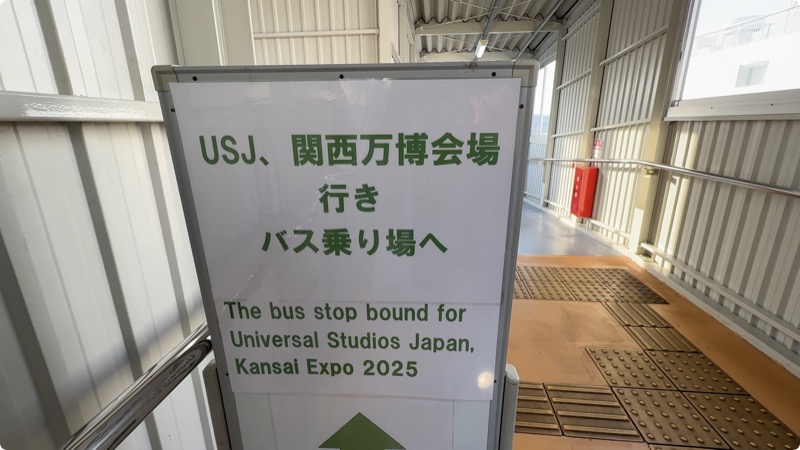 USJ、関西万博会場
行き
バス乗り場へ
The bus stop bound for
Universal Studios Japan,
Kansai Expo 2025